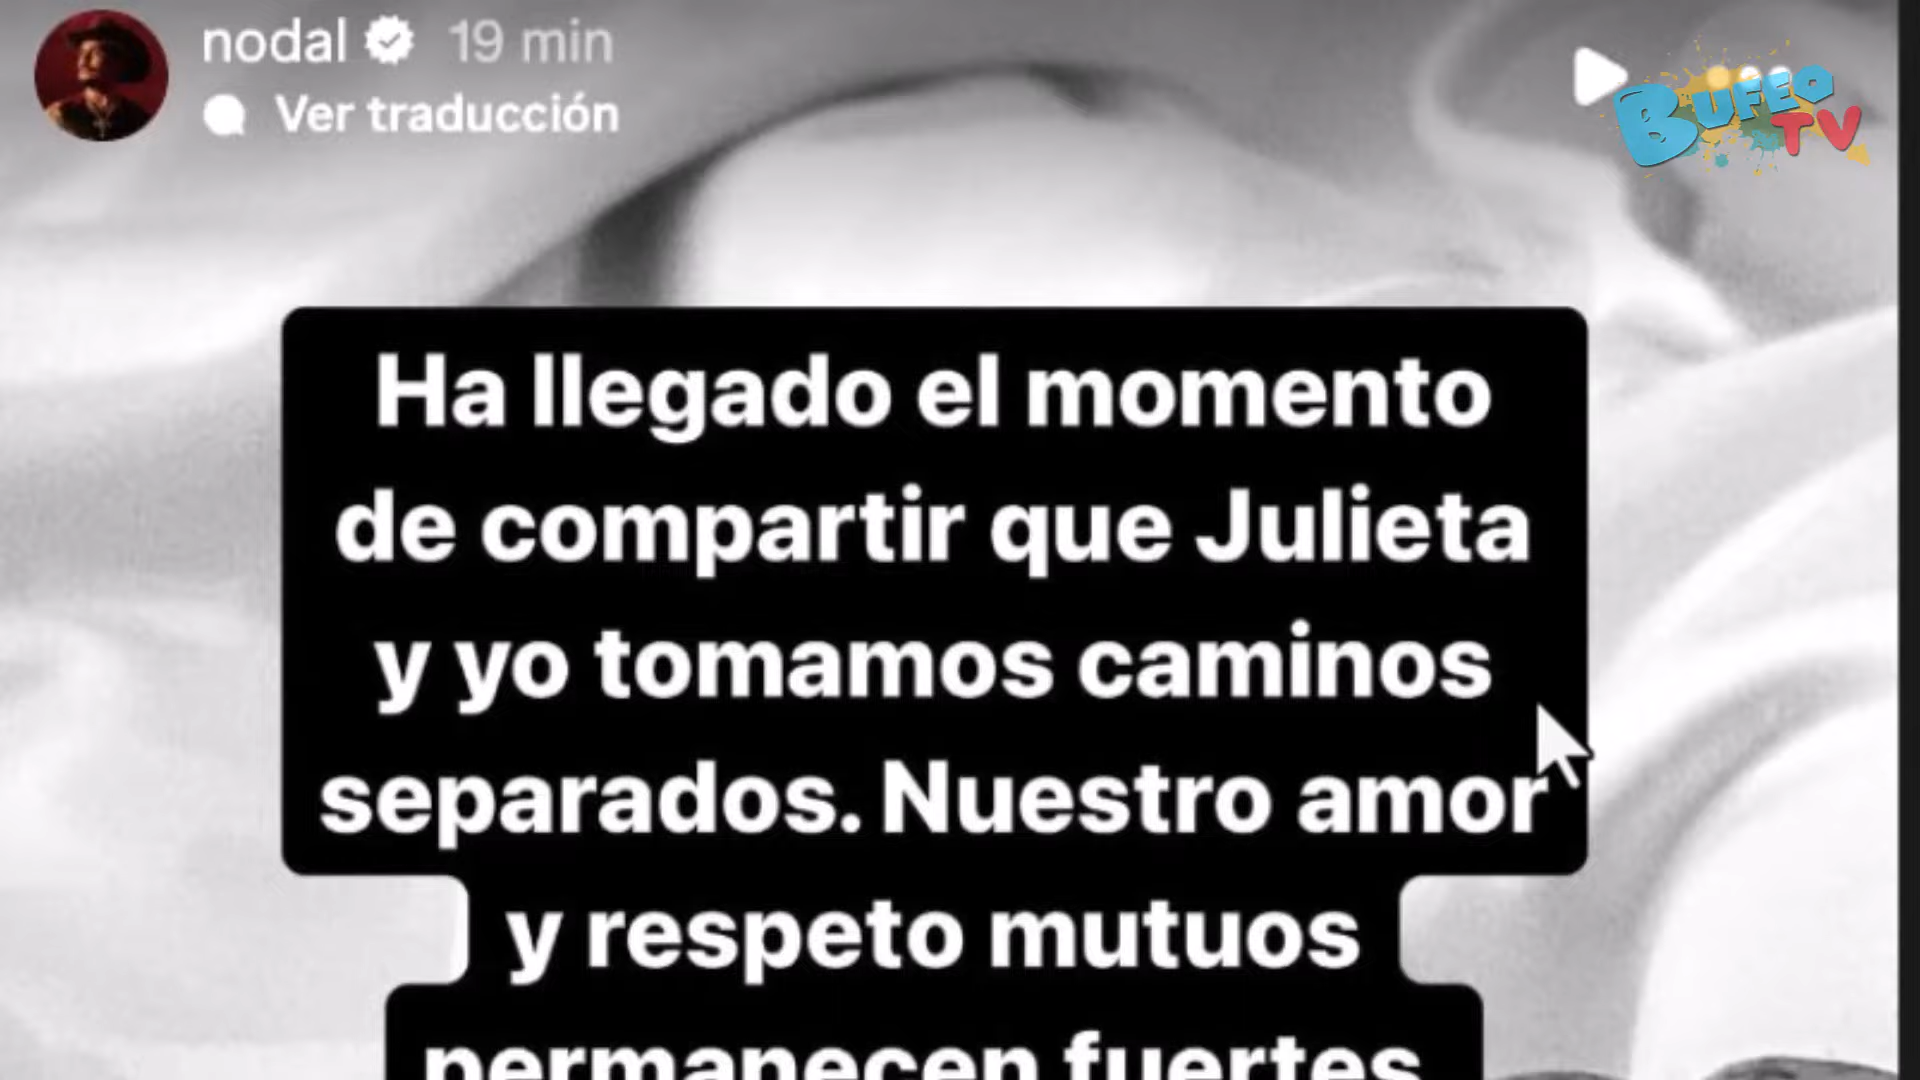 nodal 19 min
Ver traducción
BUFEO
TV
Ha llegado el momento
de compartir que Julieta
y yo tomamos caminos
separados. Nuestro amor
y respeto mutuos
permanecen fuertes